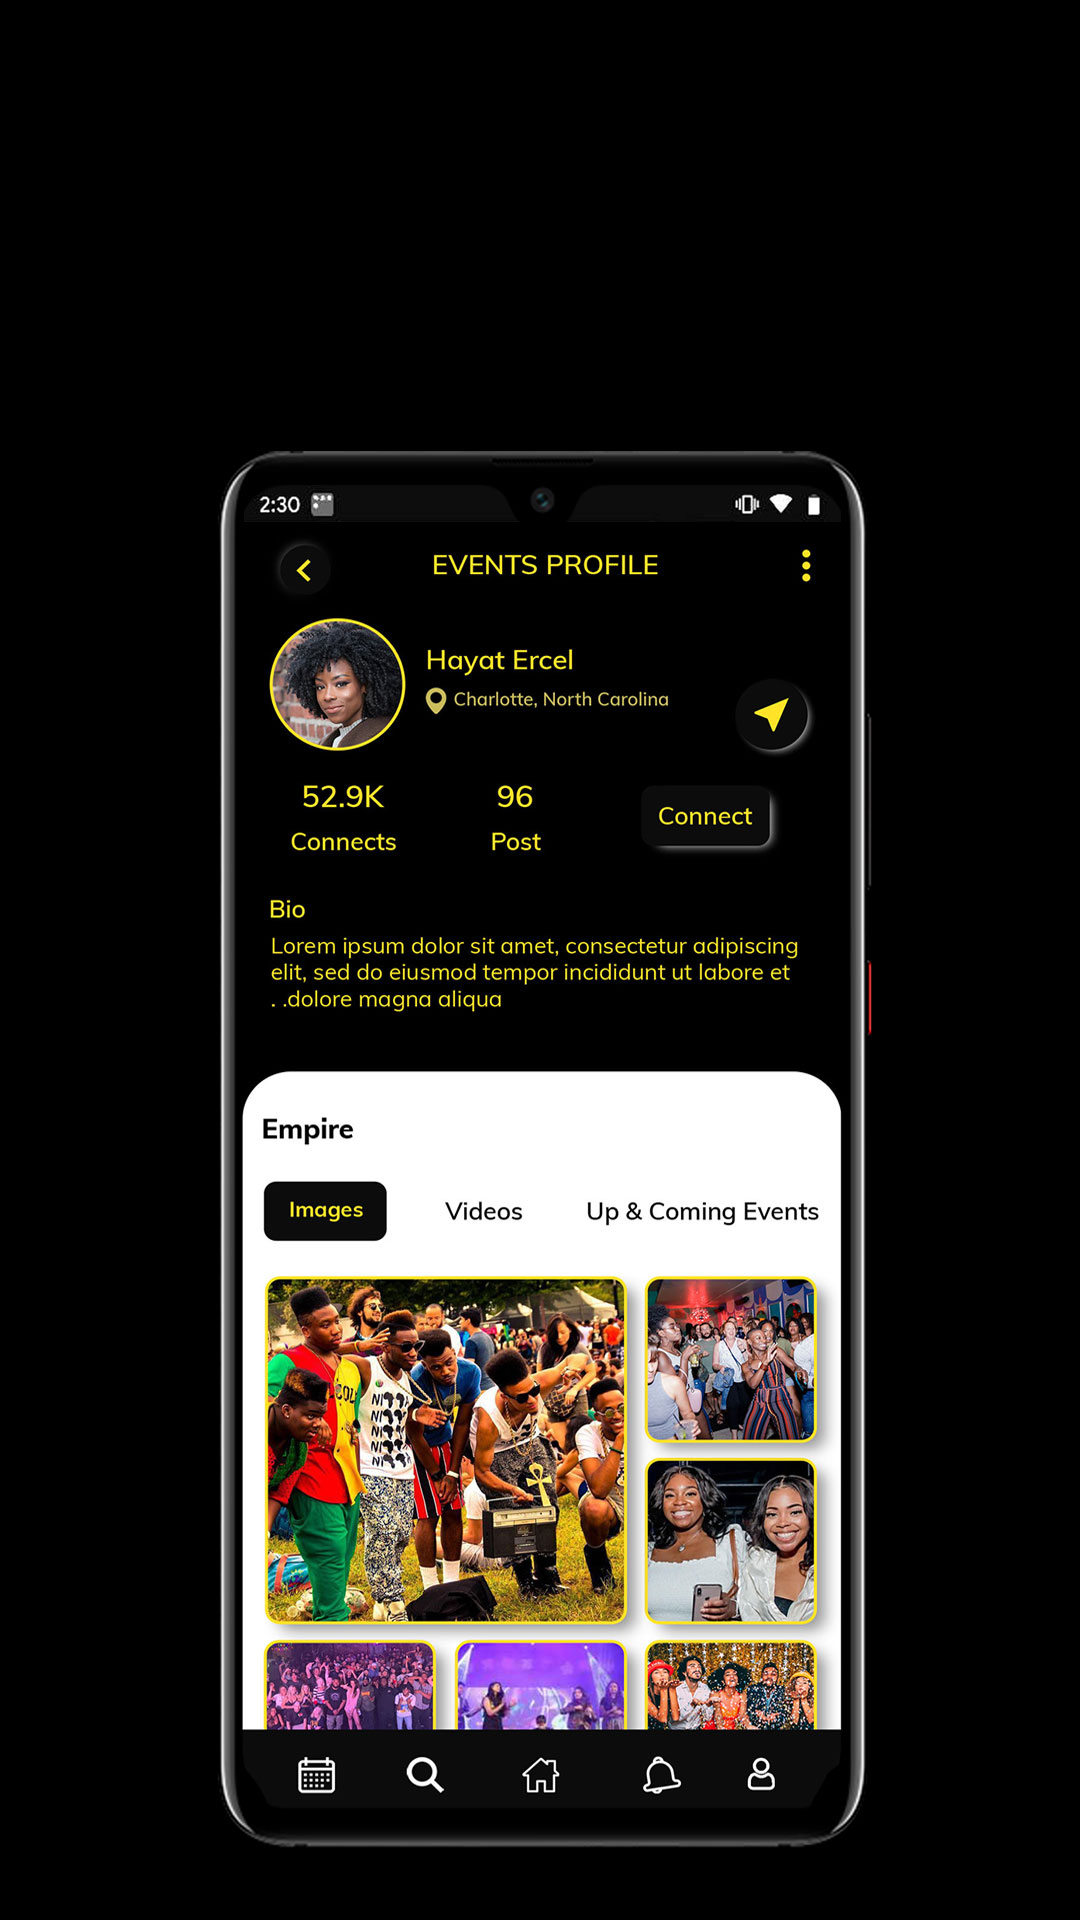 2:30
EVENTS PROFILE
Hayat Ercel
Charlotte, North Carolina
52.9K
96
Connects
Post
Connect
Bio
Lorem ipsum dolor sit amet, consectetur adipiscing
elit, sed do eiusmod tempor incididunt ut labore et
. .dolore magna aliqua
Empire
Images
Videos
Up & Coming Events